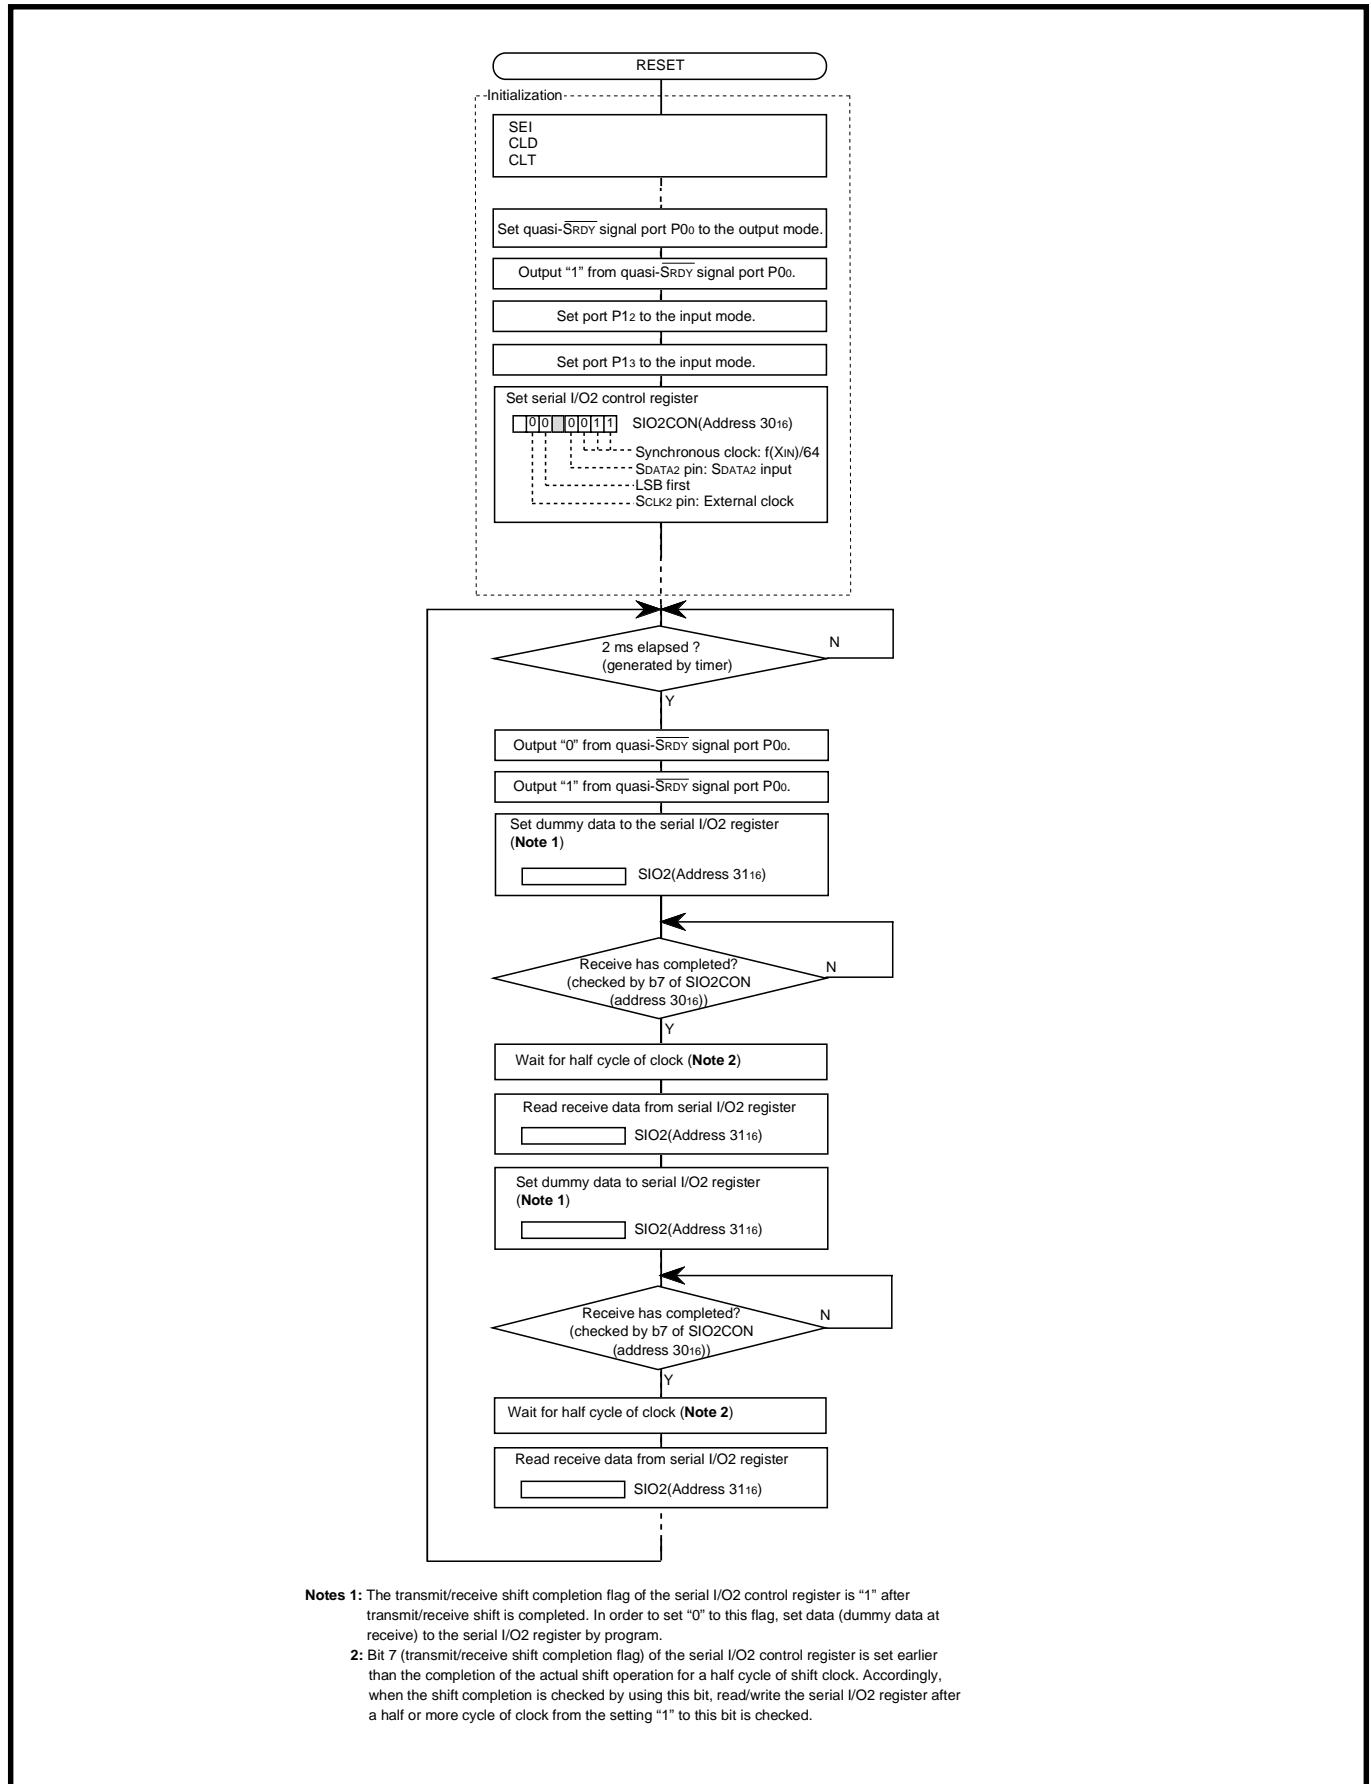 RESET
Initialization
SEI
CLD
CLT
Set quasi-SRDY signal port P00 to the output mode.
Output “1” from quasi-SRDY signal port P00.
Set port P12 to the input mode.
Set port P13 to the input mode.
Set serial I/O2 control register
0 0 0 0 1 1 SIO2CON(Address 3016)
Synchronous clock: f(XIN)/64
SDATA2 pin: SDATA2 input
LSB first
SCLK2 pin: External clock
2 ms elapsed ?
(generated by timer)
N
Y
Output “0” from quasi-SRDY signal port P00.
Output “1” from quasi-SRDY signal port P00.
Set dummy data to the serial I/O2 register
(Note 1)
SIO2(Address 3116)
Receive has completed?
(checked by b7 of SIO2CON
(address 3016))
N
Y
Wait for half cycle of clock (Note 2)
Read receive data from serial I/O2 register
SIO2(Address 3116)
Set dummy data to serial I/O2 register
(Note 1)
SIO2(Address 3116)
Receive has completed?
(checked by b7 of SIO2CON
(address 3016))
N
Y
Wait for half cycle of clock (Note 2)
Read receive data from serial I/O2 register
SIO2(Address 3116)
Notes 1: The transmit/receive shift completion flag of the serial I/O2 control register is “1” after
transmit/receive shift is completed. In order to set “0” to this flag, set data (dummy data at
receive) to the serial I/O2 register by program.
2: Bit 7 (transmit/receive shift completion flag) of the serial I/O2 control register is set earlier
than the completion of the actual shift operation for a half cycle of shift clock. Accordingly,
when the shift completion is checked by using this bit, read/write the serial I/O2 register after
a half or more cycle of clock from the setting “1” to this bit is checked.